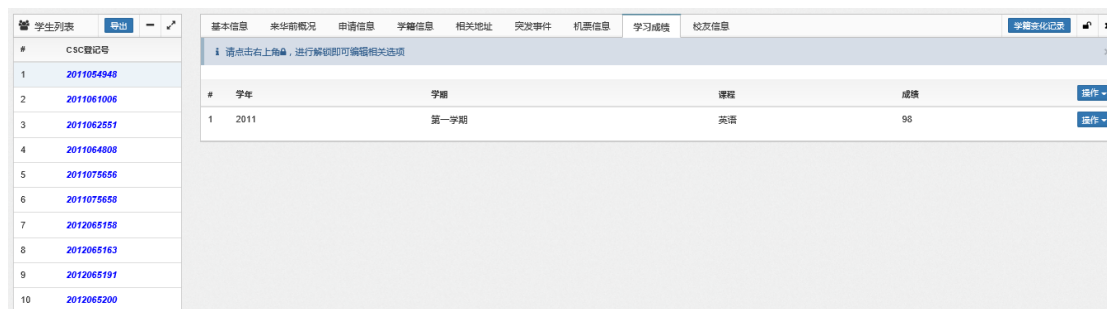 学生列表 导出
# CSC登记号
1 2011054948
2 2011061006
3 2011062551
4 2011064808
5 2011075656
6 2011075658
7 2012065158
8 2012065163
9 2012065191
10 2012065200
基本信息 来华前概况 申请信息 学籍信息 相关地址 突发事件 机票信息 学习成绩 校友信息 学籍变化记录
请点击右上角，进行解锁即可编辑相关选项
# 学年 学期 课程 成绩 操作
1 2011 第一学期 英语 98 操作